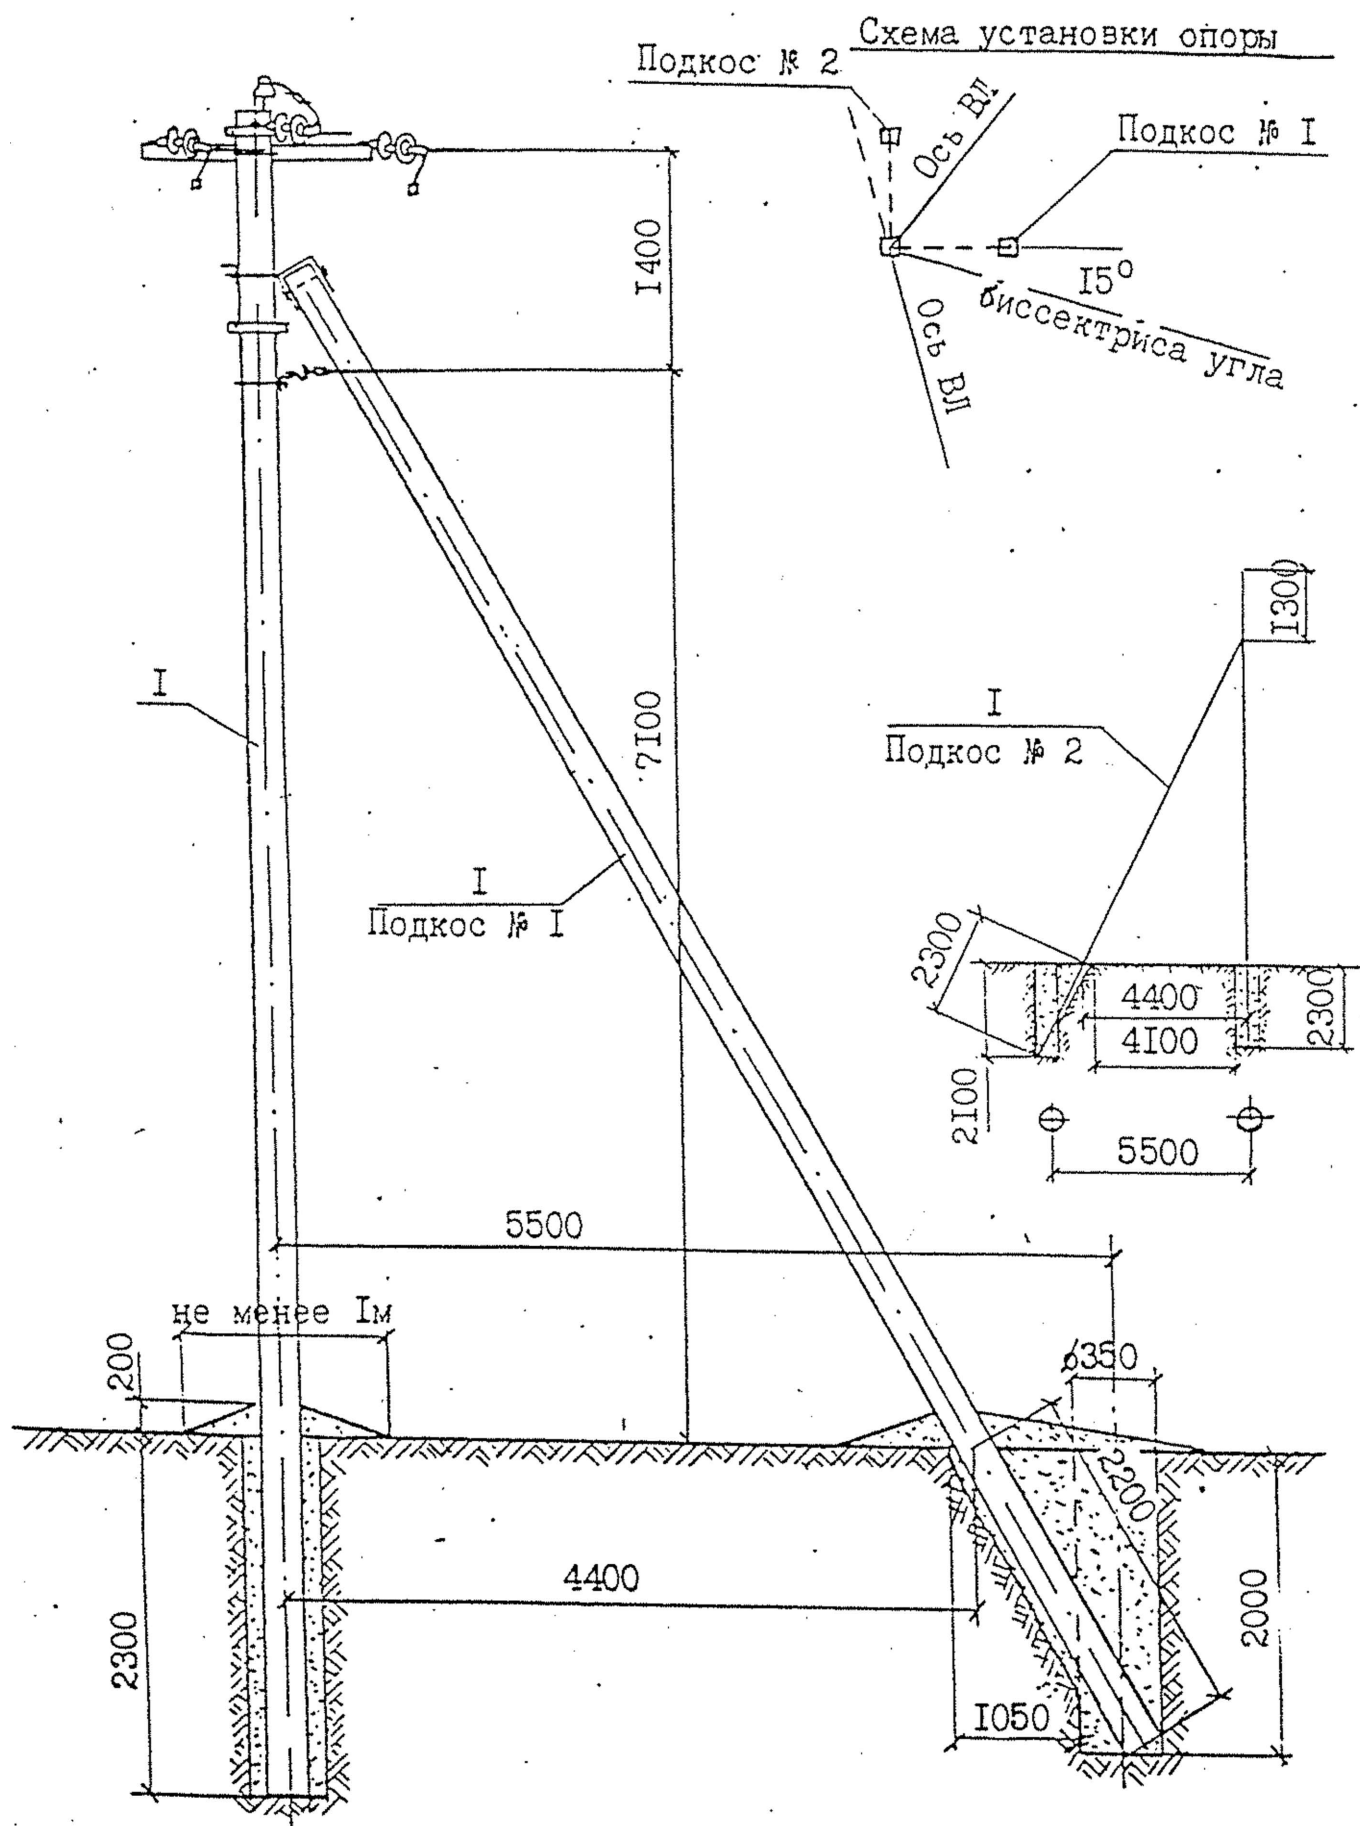 Схема установки опоры
Подкос № 2
Ось ВЛ
Подкос № I
I5°
биссектриса угла
Ось ВЛ
I400
I300
I
7I00
I
Подкос № 2
I
Подкос № I
2300
4400
4I00
2300
2I00
5500
5500
не менее Iм
200
6350
2200
4400
2300
I050
2000